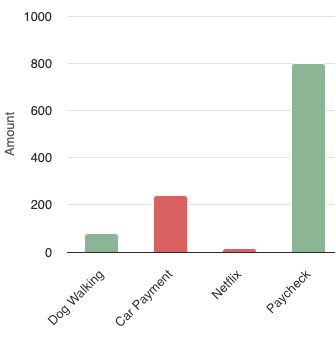 1000
800
600
400
200
0
Amount
Dog Walking
Car Payment
Netflix
Paycheck